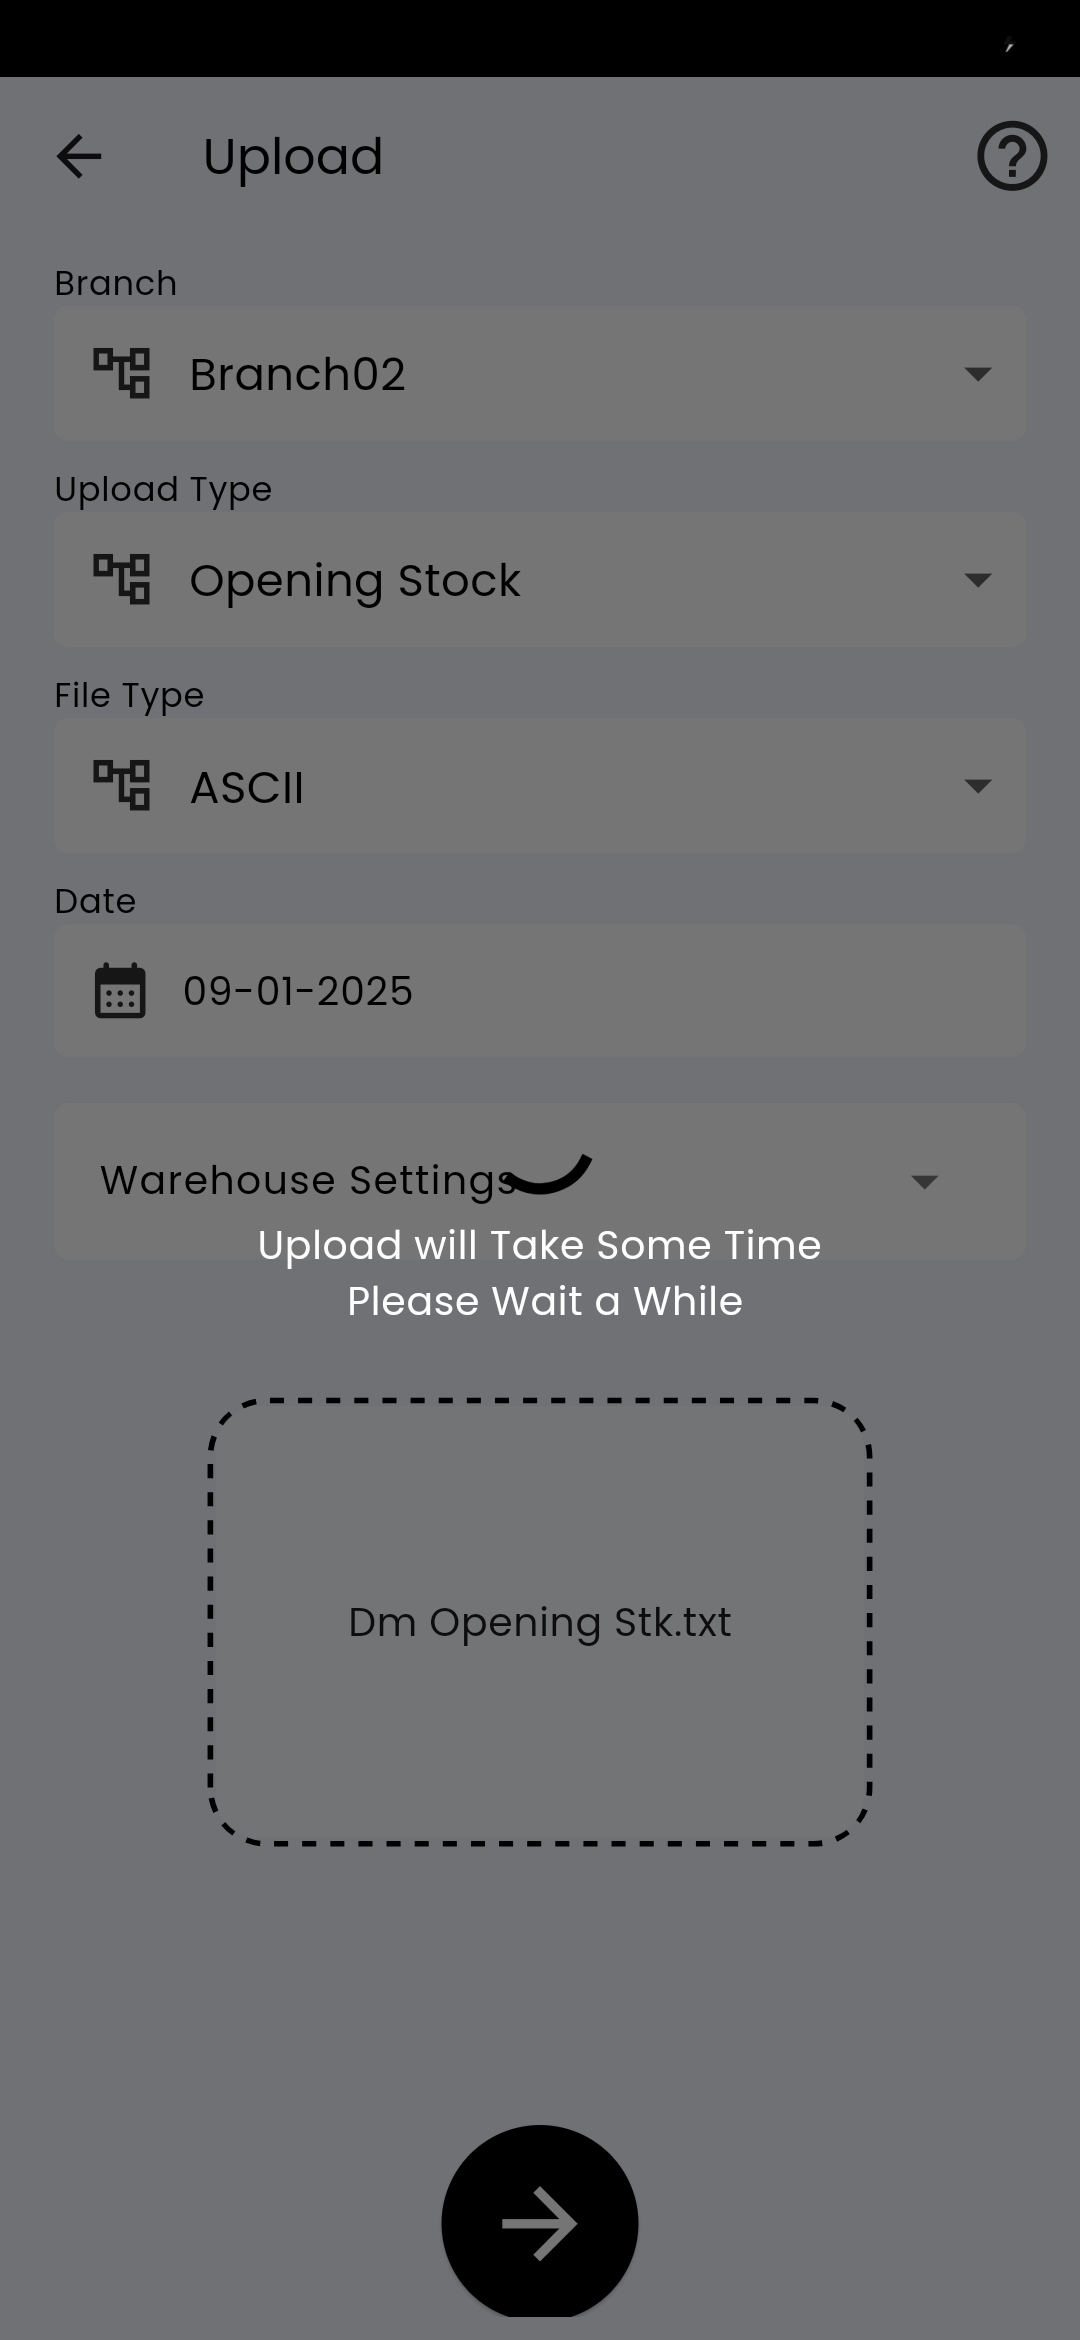 Upload
Branch
Branch02
Upload Type
Opening Stock
File Type
ASCII
Date
09-01-2025
Warehouse Settings
Upload will Take Some Time
Please Wait a While
Dm Opening Stk.txt